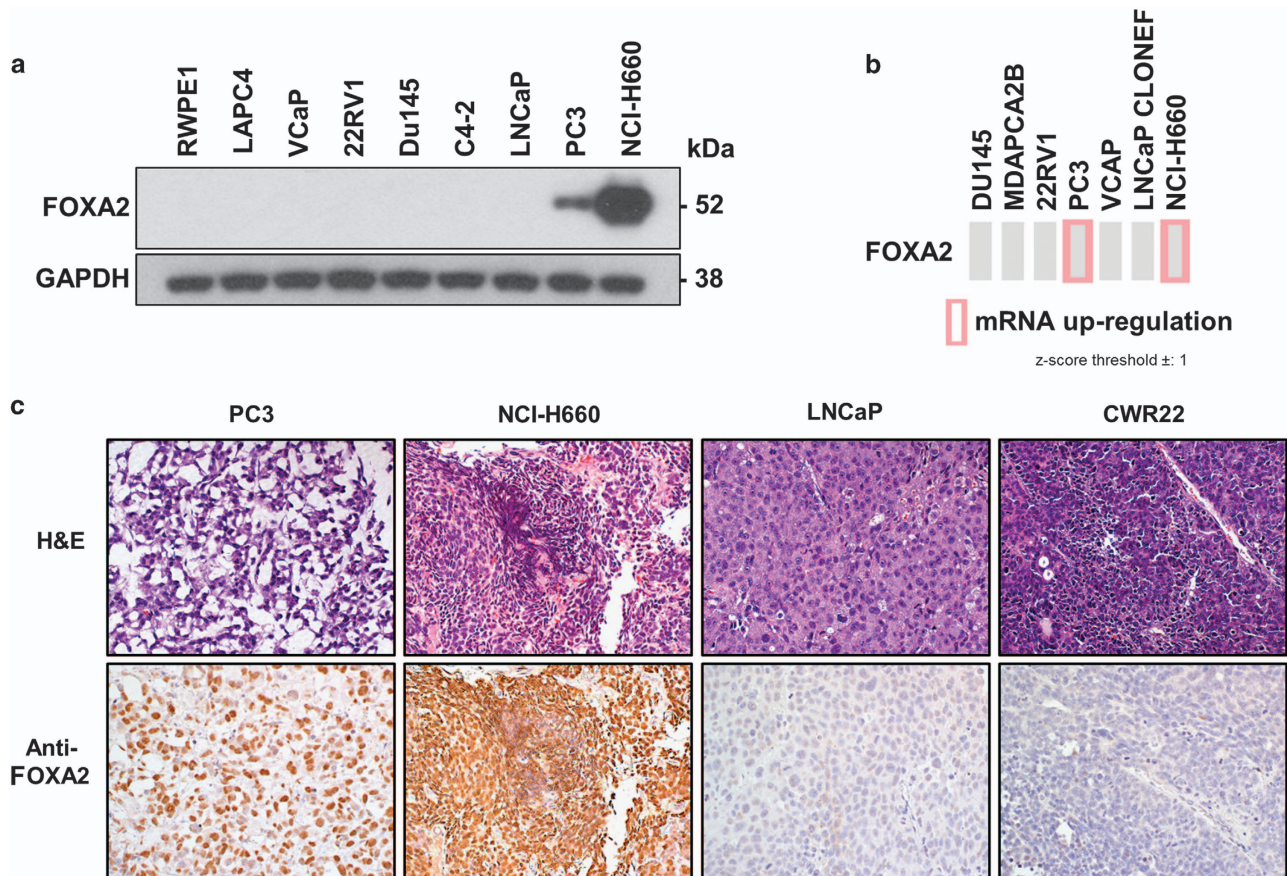 a
RWPE1
LAPC4
VCaP
22RV1
Du145
C4-2
LNCaP
PC3
NCI-H660
kDa
FOXA2
- 52
GAPDH
- 38
b
DU145
MDAPCA2B
22RV1
PC3
VCAP
LNCaP CLONEF
NCI-H660
FOXA2
mRNA up-regulation
z-score threshold ±: 1
c
PC3 NCI-H660 LNCaP CWR22
H&E
Anti-
FOXA2